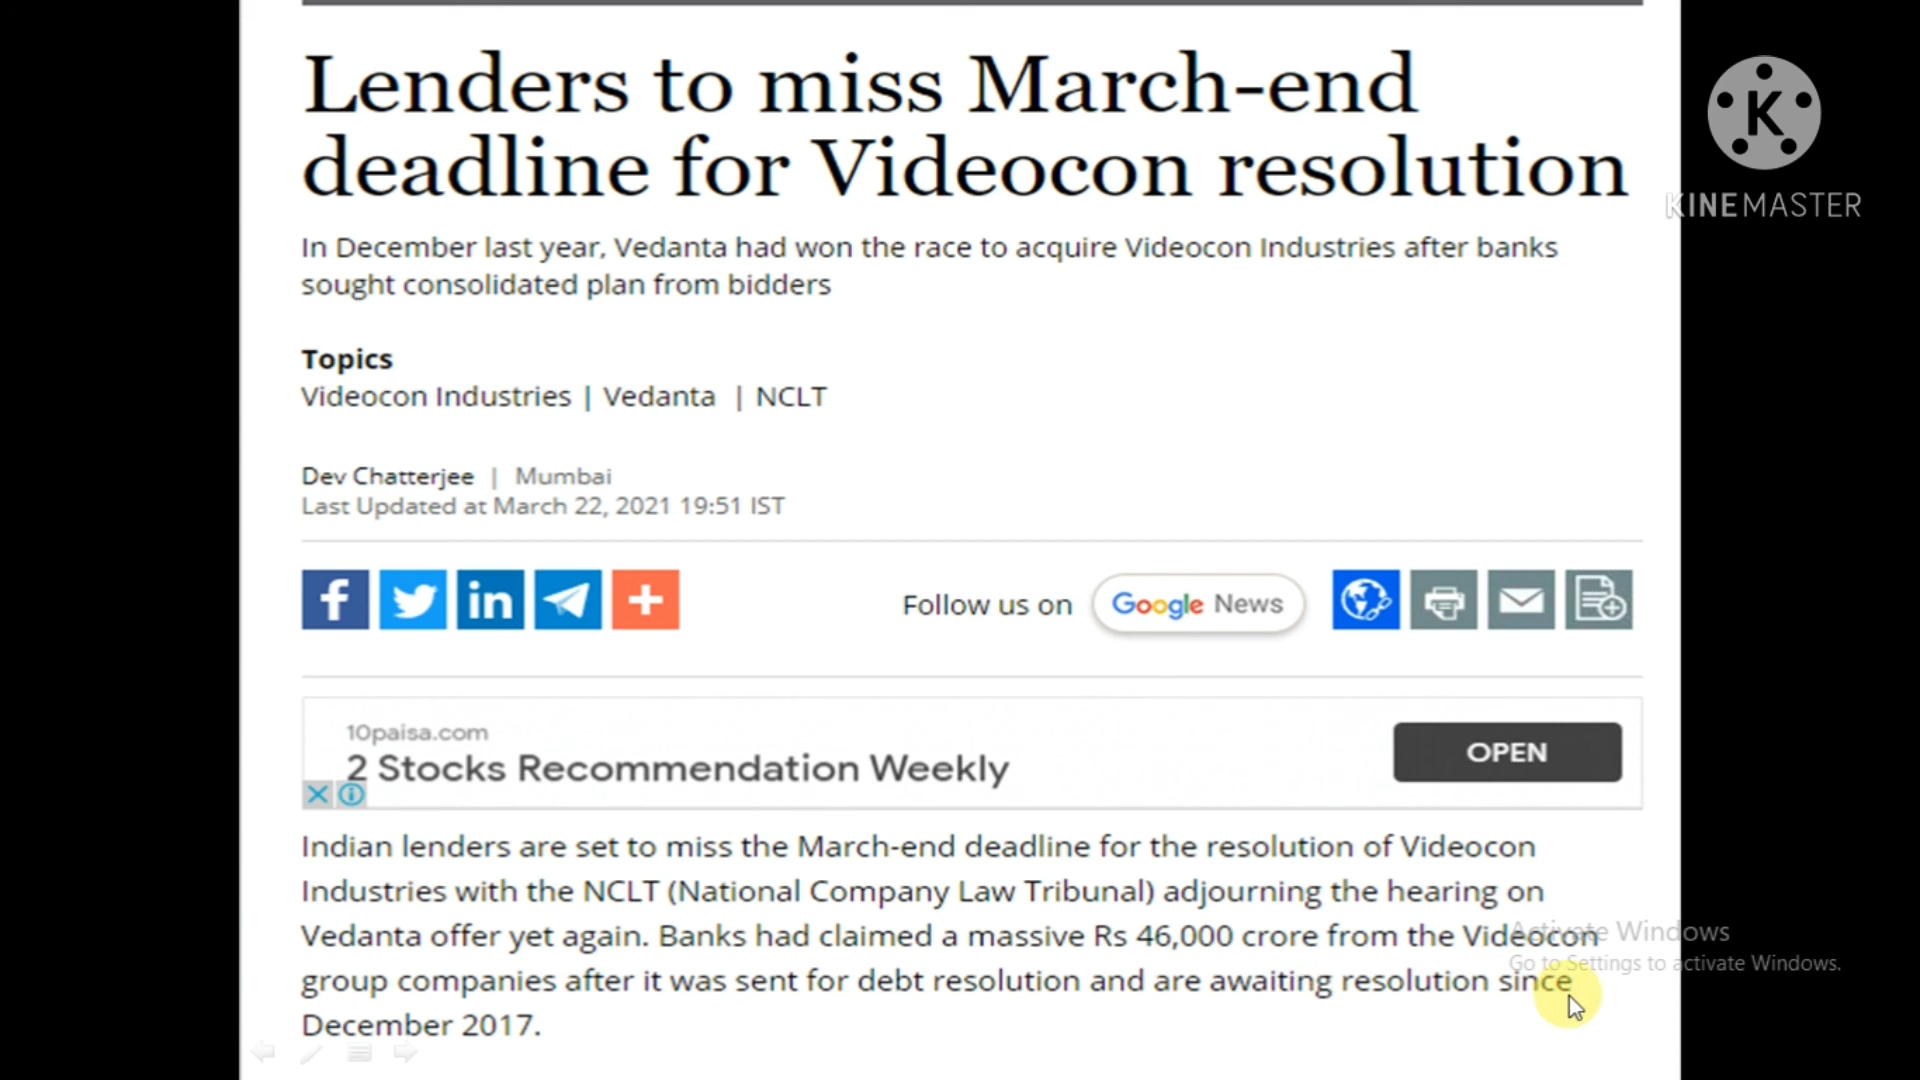 Lenders to miss March-end
deadline for Videocon resolution
K
KINEMASTER
In December last year, Vedanta had won the race to acquire Videocon Industries after banks
sought consolidated plan from bidders
Topics
Videocon Industries | Vedanta | NCLT
Dev Chatterjee | Mumbai
Last Updated at March 22, 2021 19:51 IST
f in + Follow us on Google News
10paisa.com
2 Stocks Recommendation Weekly
OPEN
Indian lenders are set to miss the March-end deadline for the resolution of Videocon
Industries with the NCLT (National Company Law Tribunal) adjourning the hearing on
Vedanta offer yet again. Banks had claimed a massive Rs 46,000 crore from the Videocon
group companies after it was sent for debt resolution and are awaiting resolution since
December 2017.
Activate Windows
Go to Settings to activate Windows.